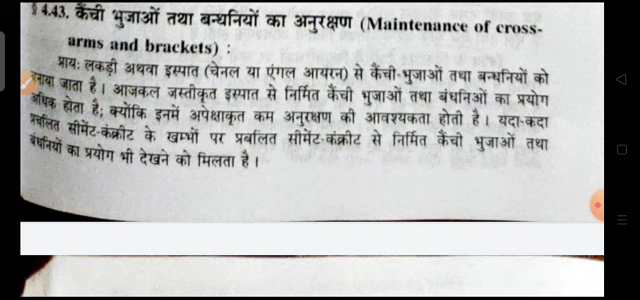 § 4.43. कैंची भुजाओं तथा बन्धनियों का अनुरक्षण (Maintenance of cross-
arms and brackets) :
प्राय: लकड़ी अथवा इस्पात (चेनल या एंगल आयरन) से कैंची-भुजाओं तथा बन्धनियों को
बनाया जाता है। आजकल जस्तीकृत इस्पात से निर्मित कैंची भुजाओं तथा बंधनिओं का प्रयोग
अधिक होता है; क्योंकि इनमें अपेक्षाकृत कम अनुरक्षण की आवश्यकता होती है। यदा-कदा
प्रबलित सीमेंट-कंक्रीट के खम्भों पर प्रबलित सीमेंट-कंक्रीट से निर्मित कैंची भुजाओं तथा
बंधनियों का प्रयोग भी देखने को मिलता है।